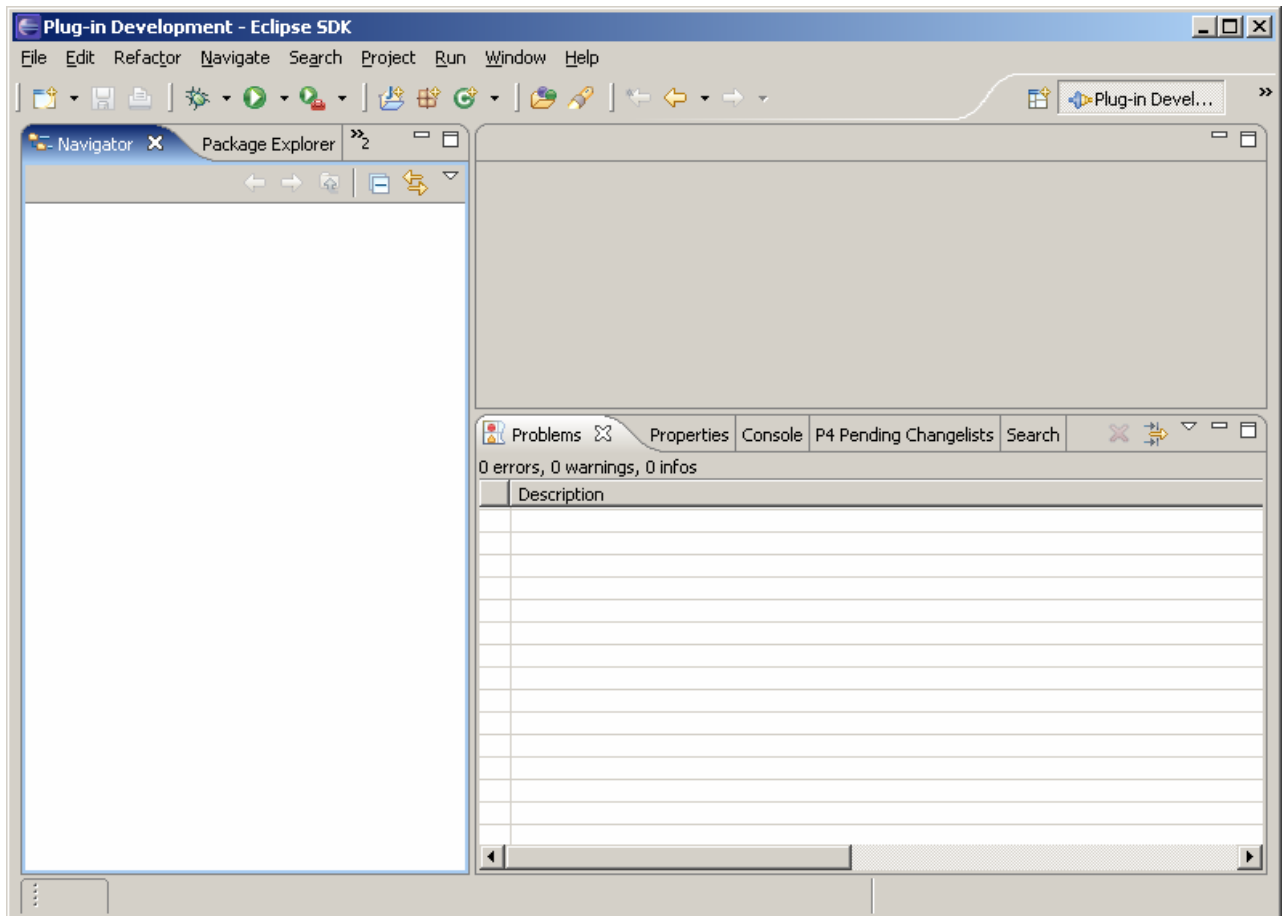 Plug-in Development - Eclipse SDK
File Edit Refactor Navigate Search Project Run Window Help
Plug-in Devel... »
Navigator Package Explorer »2
Problems Properties Console P4 Pending Changelists Search
0 errors, 0 warnings, 0 infos
Description